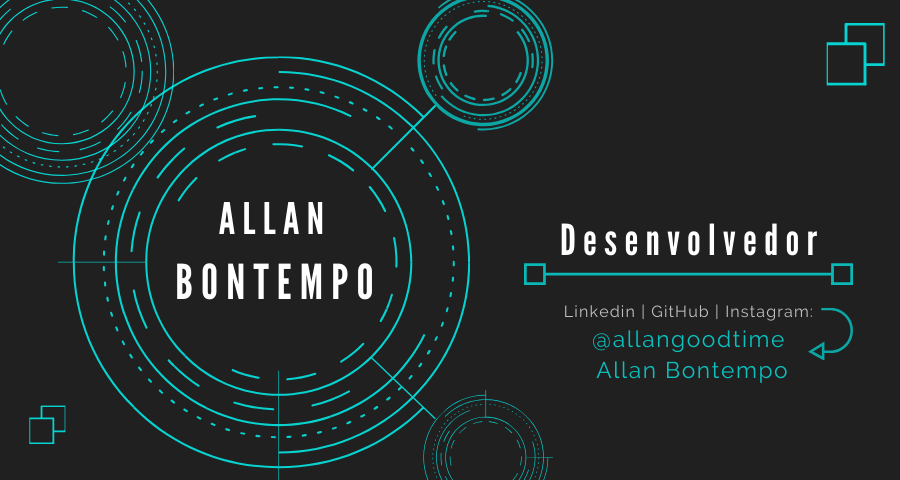 ALLAN
BONTEMPO
Desenvolvedor
Linkedin | GitHub | Instagram:
@allangoodtime
Allan Bontempo